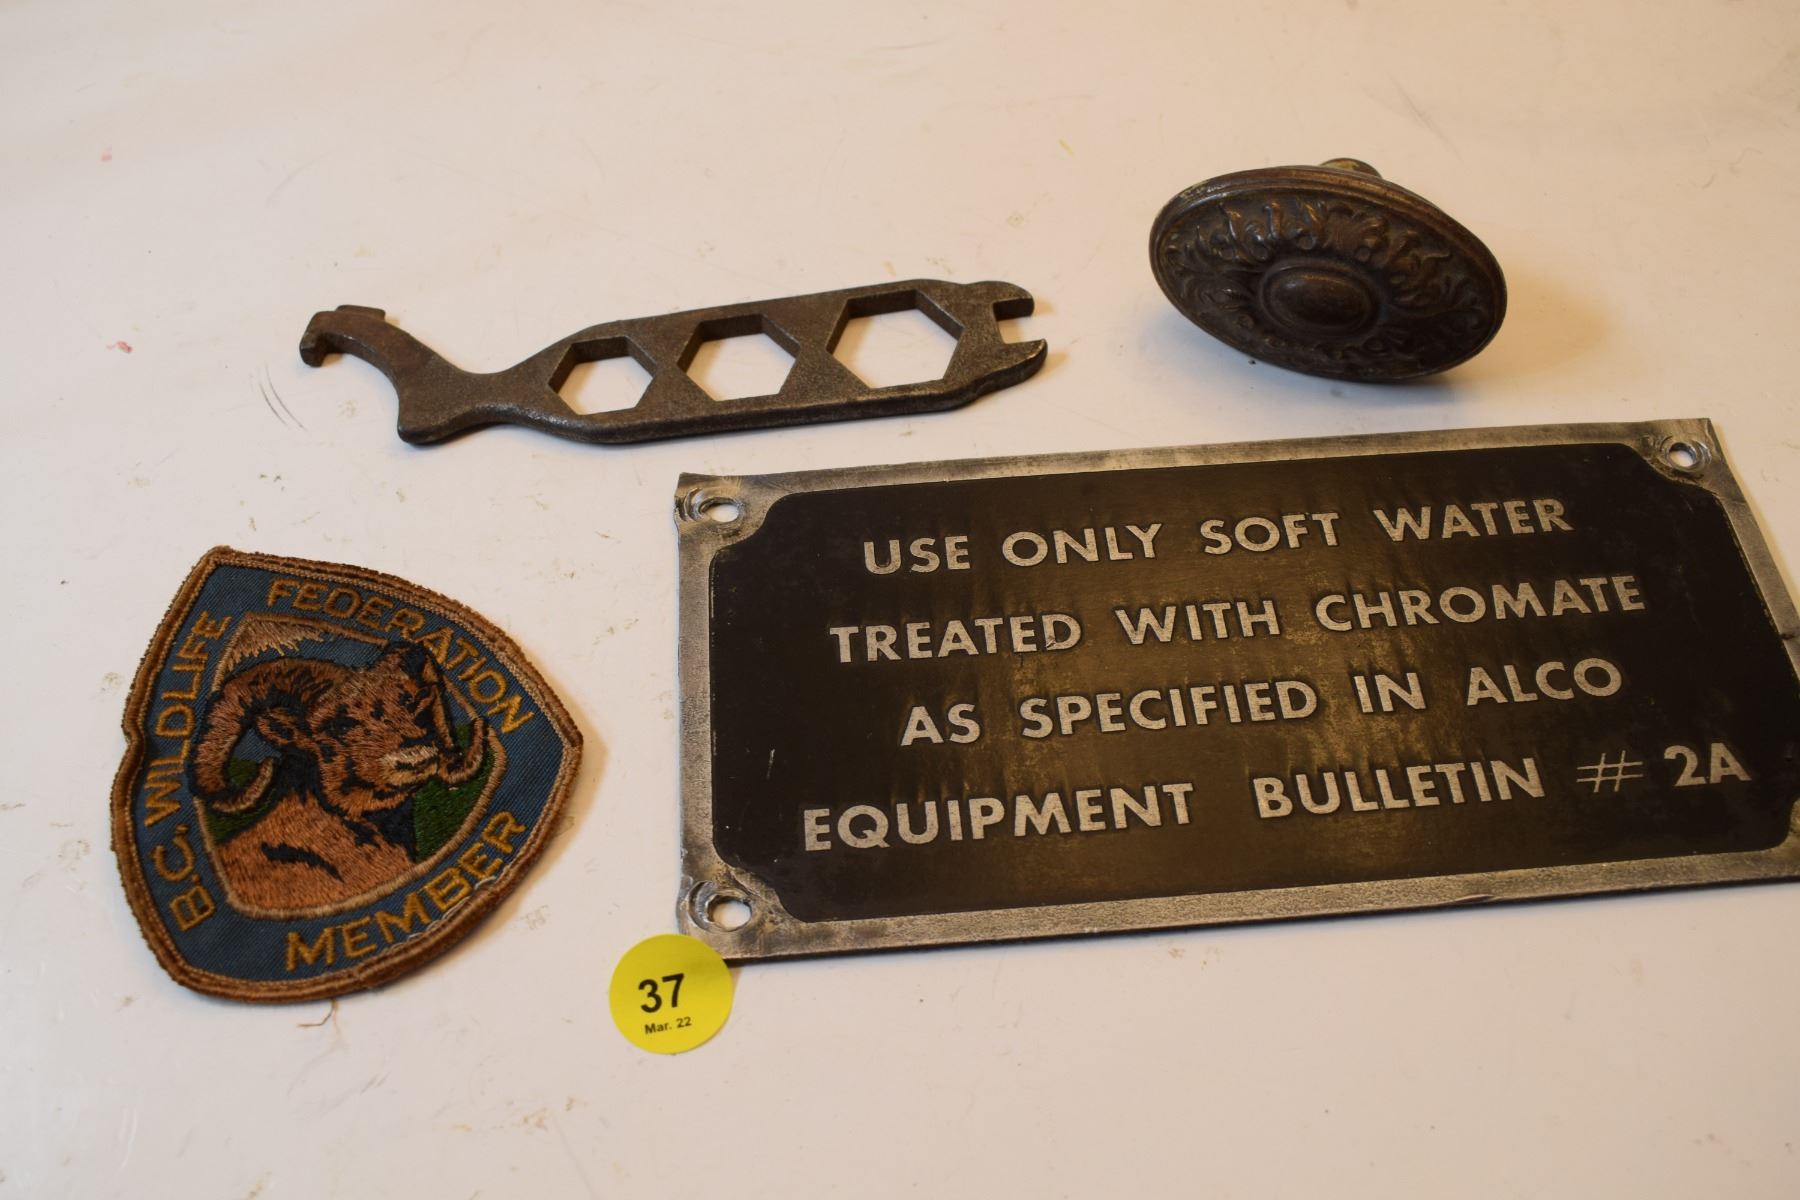 USE ONLY SOFT WATER
TREATED WITH CHROMATE
AS SPECIFIED IN ALCO
EQUIPMENT BULLETIN # 2A
B.C. WILDLIFE
FEDERATION
MEMBER
37
Mar. 22